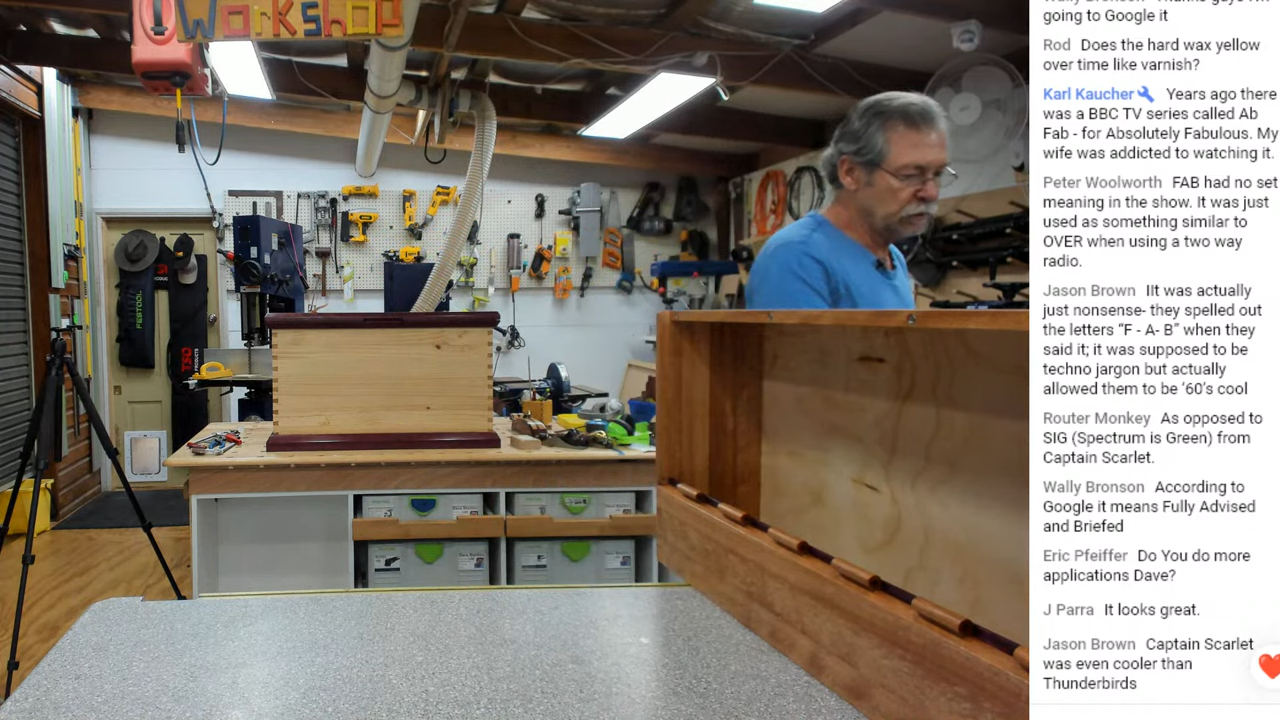 Workshop
FESTOOL
TSO
PRODUCTS
going to Google it
Rod Does the hard wax yellow
over time like varnish?
Karl Kaucher Years ago there
was a BBC TV series called Ab
Fab - for Absolutely Fabulous. My
wife was addicted to watching it.
Peter Woolworth FAB had no set
meaning in the show. It was just
used as something similar to
OVER when using a two way
radio.
Jason Brown IIt was actually
just nonsense- they spelled out
the letters “F - A- B” when they
said it; it was supposed to be
techno jargon but actually
allowed them to be ‘60’s cool
Router Monkey As opposed to
SIG (Spectrum is Green) from
Captain Scarlet.
Wally Bronson According to
Google it means Fully Advised
and Briefed
Eric Pfeiffer Do You do more
applications Dave?
J Parra It looks great.
Jason Brown Captain Scarlet
was even cooler than
Thunderbirds